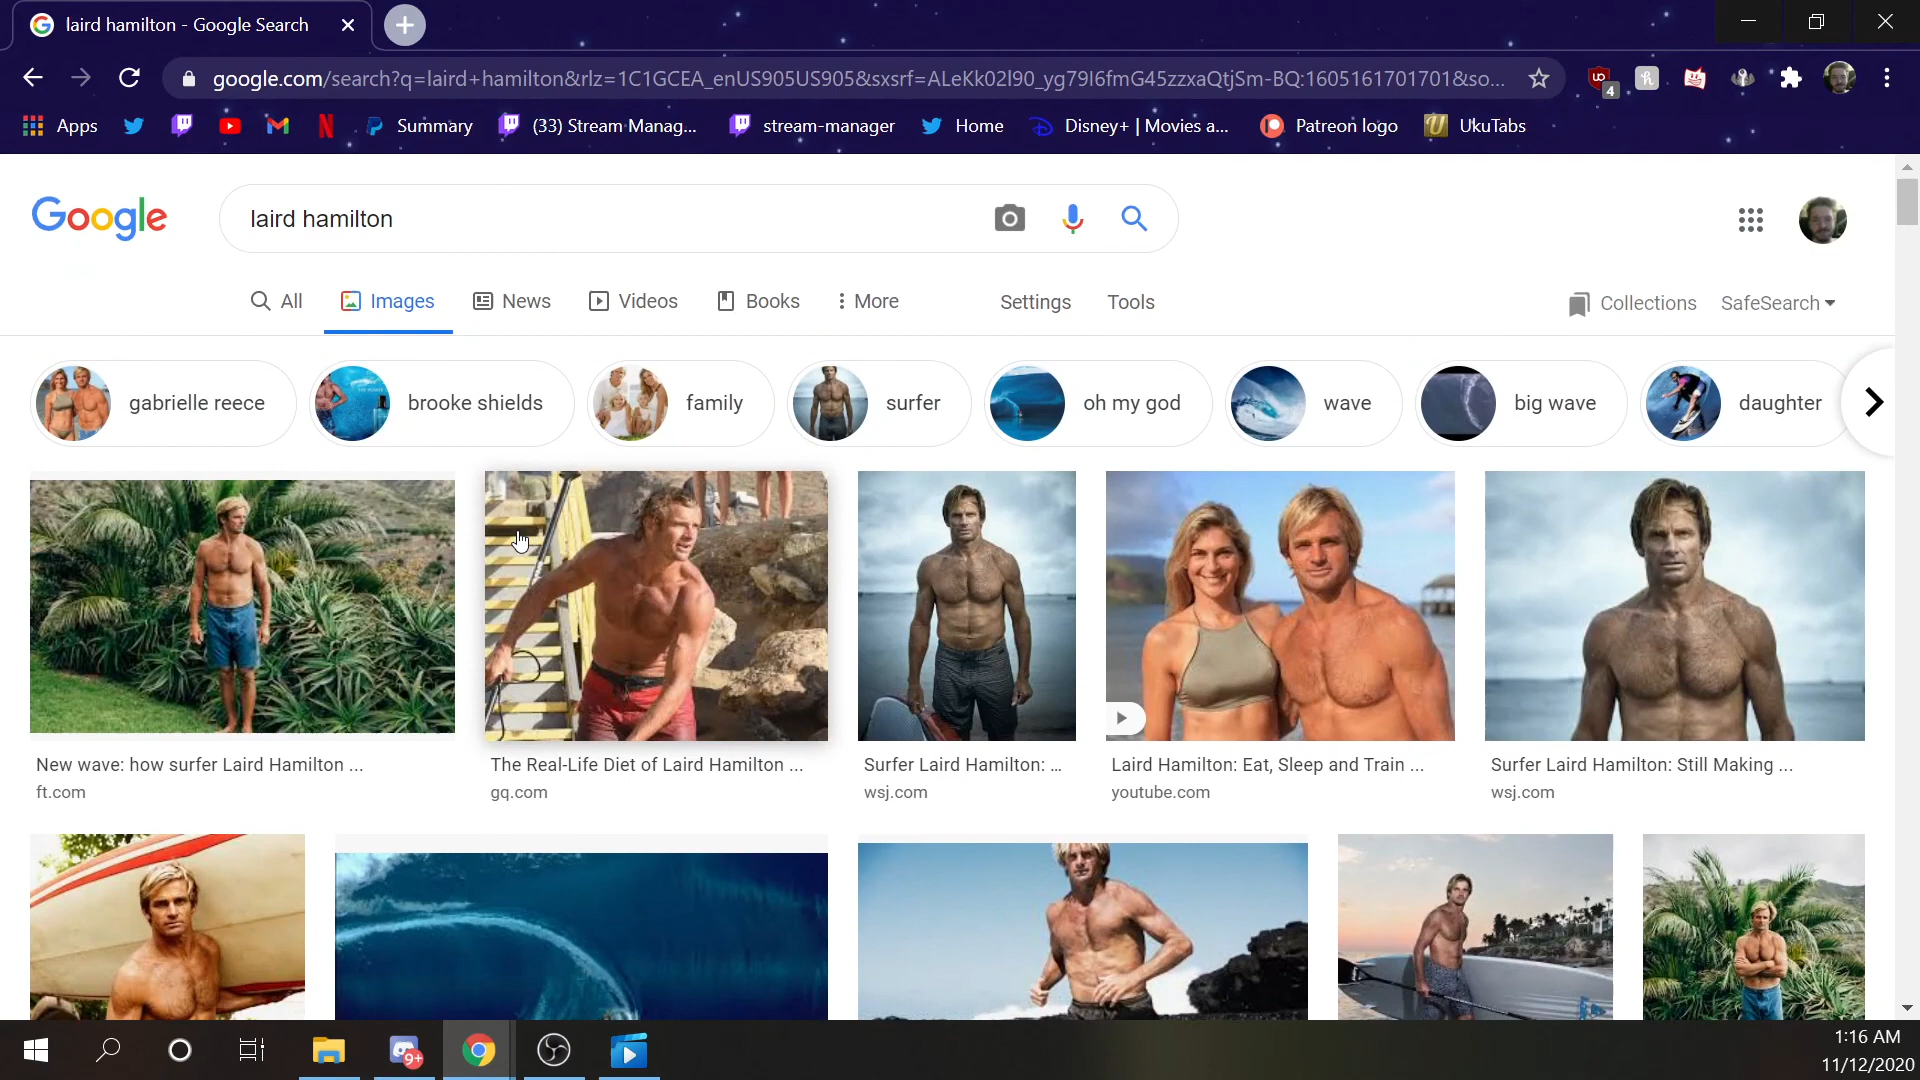 laird hamilton - Google Search
google.com/search?q=laird+hamilton&rlz=1C1GCEA_enUS905US905&sxsrf=ALeKk02l90_yg79I6fmG45zzxaQtjSm-BQ:1605161701701&so...
4
Apps
Summary
(33) Stream Manag...
stream-manager
Home
Disney+ | Movies a...
Patreon logo
UkuTabs
Google
laird hamilton
All
Images
News
Videos
Books
More
Settings
Tools
Collections
SafeSearch
gabrielle reece
brooke shields
family
surfer
oh my god
wave
big wave
daughter
New wave: how surfer Laird Hamilton ...
ft.com
The Real-Life Diet of Laird Hamilton ...
gq.com
Surfer Laird Hamilton: ...
wsj.com
Laird Hamilton: Eat, Sleep and Train ...
youtube.com
Surfer Laird Hamilton: Still Making ...
wsj.com
9+
1:16 AM
11/12/2020